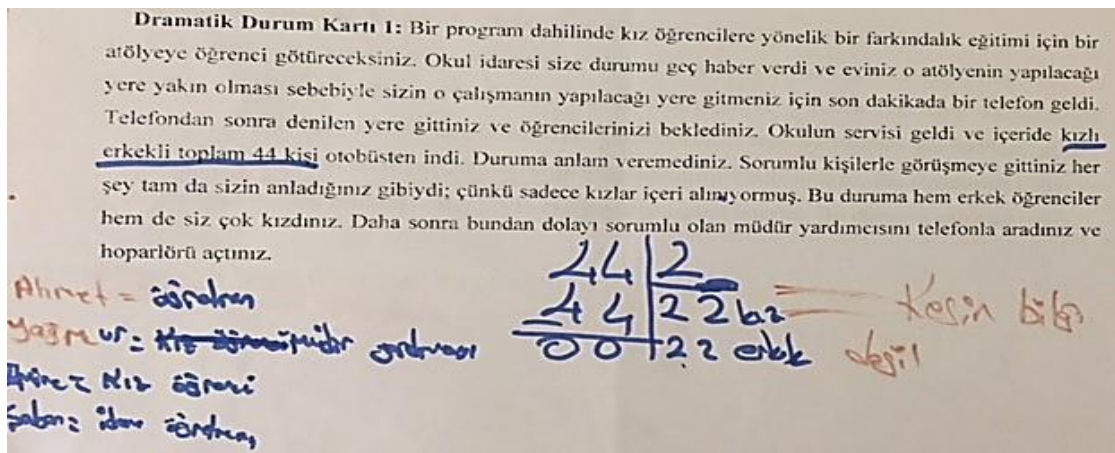 Dramatik Durum Kartı 1: Bir program dahilinde kız öğrencilere yönelik bir farkındalık eğitimi için bir
atölyeye öğrenci götüreceksiniz. Okul idaresi size durumu geç haber verdi ve eviniz o atölyenin yapılacağı
yere yakın olması sebebiyle sizin o çalışmanın yapılacağı yere gitmeniz için son dakikada bir telefon geldi.
Telefondan sonra denilen yere gittiniz ve öğrencilerinizi beklediniz. Okulun servisi geldi ve içeride kızlı
erkekli toplam 44 kişi otobüsten indi. Duruma anlam veremediniz. Sorumlu kişilerle görüşmeye gittiniz her
şey tam da sizin anladığınız gibiydi; çünkü sadece kızlar içeri alınıyormuş. Bu duruma hem erkek öğrenciler
hem de siz çok kızdınız. Daha sonra bundan dolayı sorumlu olan müdür yardımcısını telefonla aradınız ve
hoparlörü açtınız.
44 | 2
Ahmet =
- 44 | 22 = Kesin bilgi
Yağmur = müdür
00 22 erkek değil
= kız
Şaban =